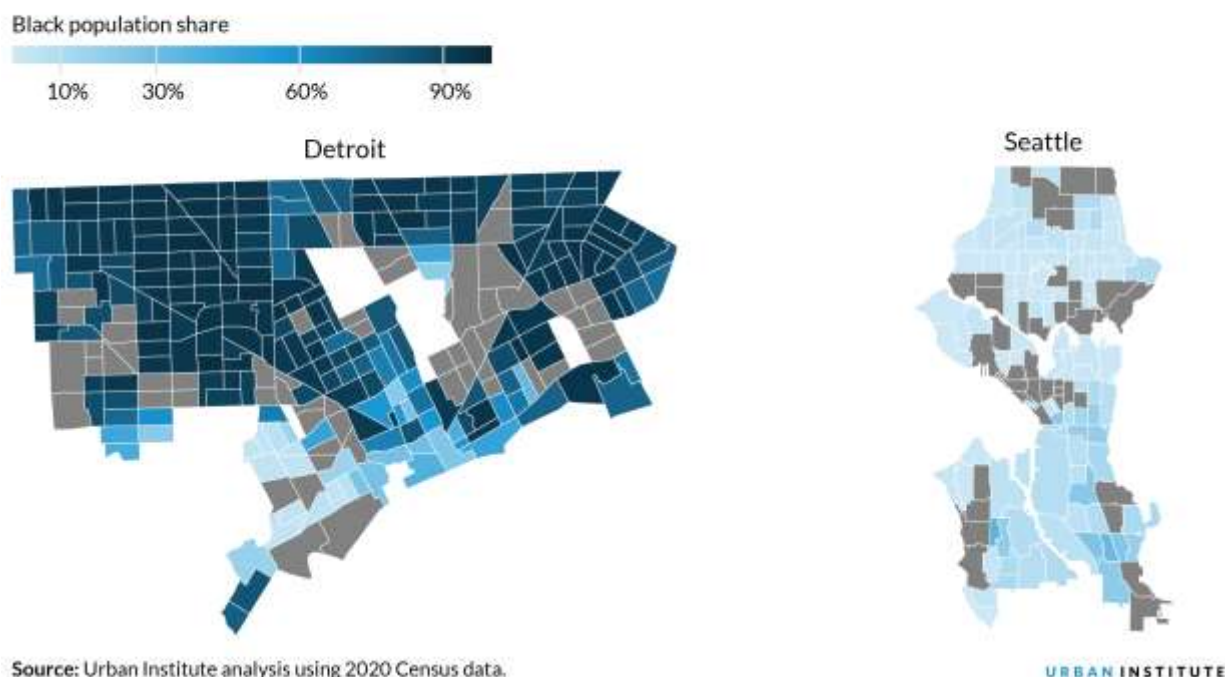 Black population share
10% 30% 60% 90%
Detroit
Seattle
Source: Urban Institute analysis using 2020 Census data.
URBAN INSTITUTE